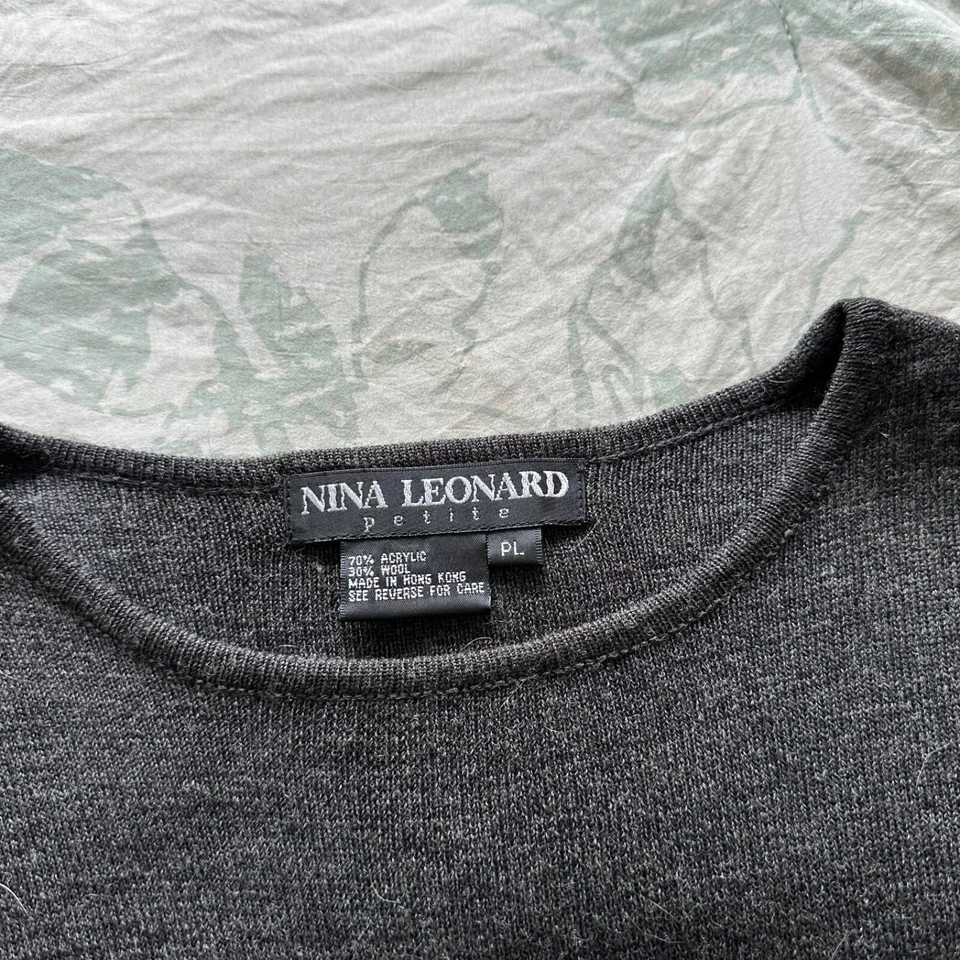 NINA LEONARD
petite
PL
70% ACRYLIC
30% WOOL
MADE IN HONG KONG
SEE REVERSE FOR CARE